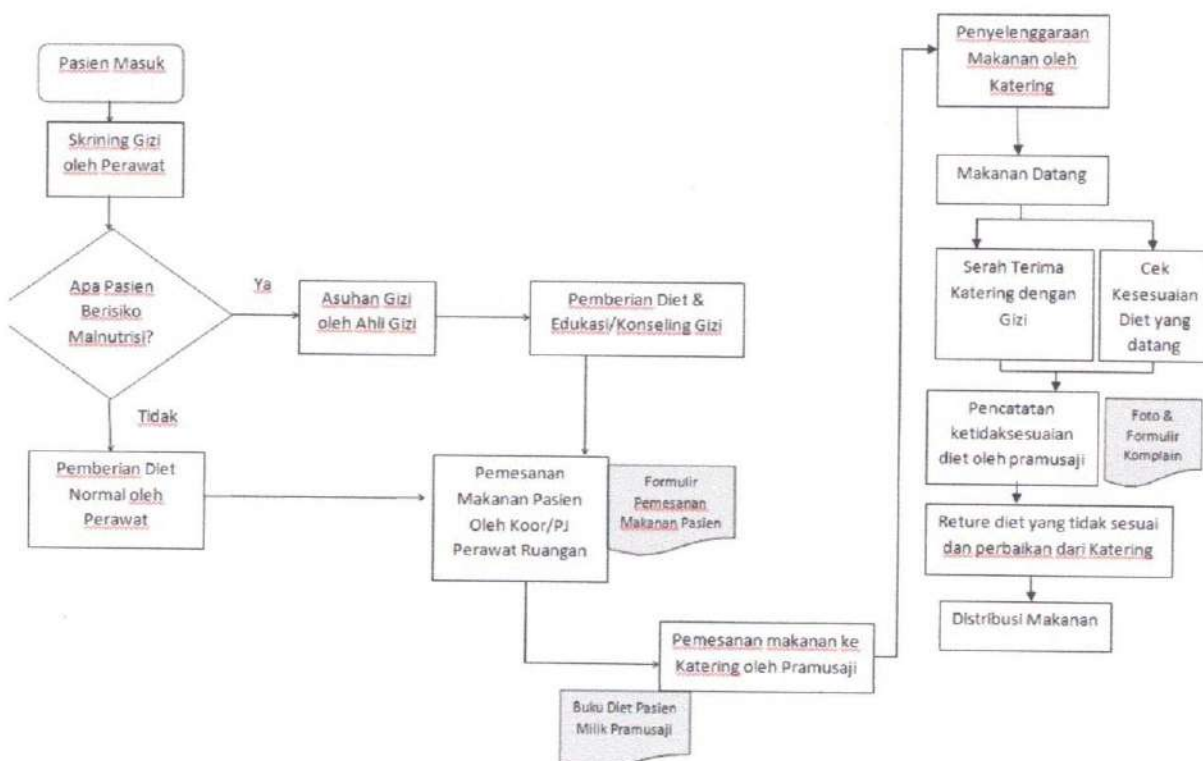 Pasien Masuk
Skrining Gizi
oleh Perawat
Apa Pasien
Berisiko
Malnutrisi?
Ya
Tidak
Asuhan Gizi
oleh Ahli Gizi
Pemberian Diet &
Edukasi/Konseling Gizi
Pemberian Diet
Normal oleh
Perawat
Pemesanan
Makanan Pasien
Oleh Koor/PJ
Perawat Ruangan
Formulir
Pemesanan
Makanan Pasien
Pemesanan makanan ke
Katering oleh Pramusaji
Buku Diet Pasien
Milik Pramusaji
Penyelenggaraan
Makanan oleh
Katering
Makanan Datang
Serah Terima
Katering dengan
Gizi
Cek
Kesesuaian
Diet yang
datang
Pencatatan
ketidaksesuaian
diet oleh pramusaji
Foto &
Formulir
Komplain
Reture diet yang tidak sesuai
dan perbaikan dari Katering
Distribusi Makanan